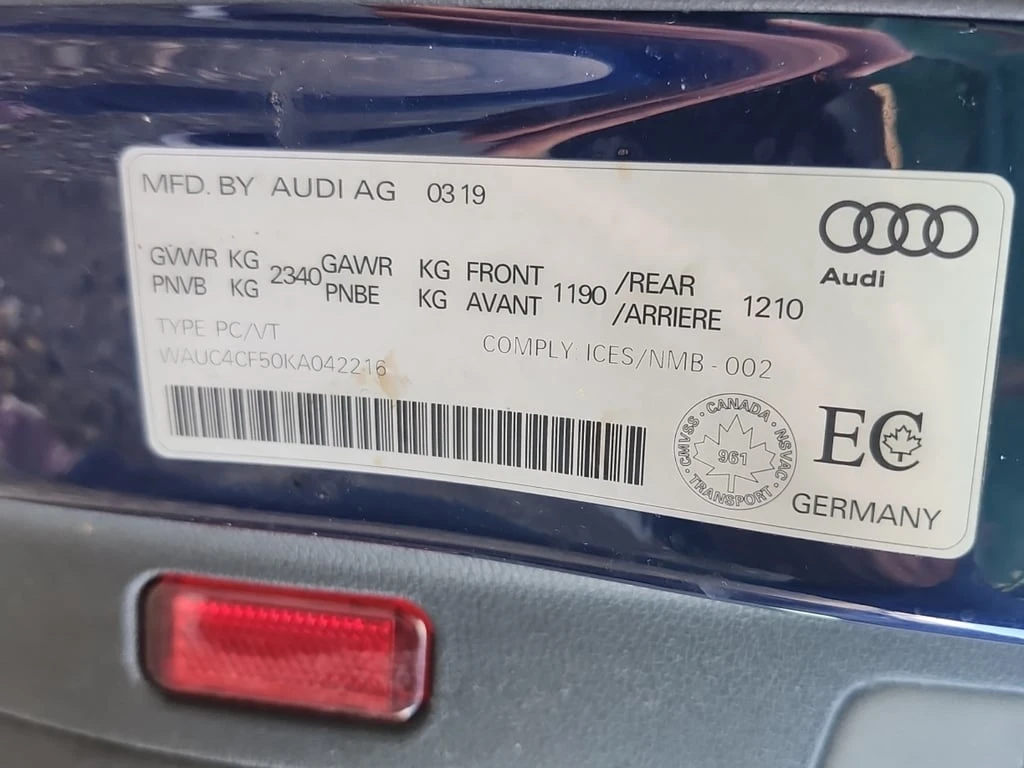 MFD. BY AUDI AG 03 19
Audi
GVWR KG 2340 GAWR KG FRONT 1190 /REAR 1210
PNVB KG PNBE KG AVANT /ARRIERE
TYPE PC/VT
WAUC4CF50KA042216
COMPLY: ICES/NMB - 002
· CANADA · NSVAC · TRANSPORT · CMVSS
961
EC
GERMANY